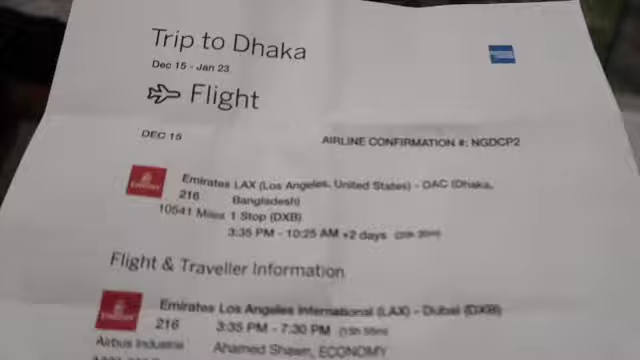 Trip to Dhaka
Dec 15 - Jan 23
Flight
DEC 15
AIRLINE CONFIRMATION #: NGDCP2
Emirates LAX (Los Angeles, United States) - DAC (Dhaka,
216 Bangladesh)
10541 Miles 1 Stop (DXB)
3:35 PM - 10:25 AM +2 days
Flight & Traveller Information
Emirates Los Angeles International (LAX) - Dubai (DXB)
216 3:35 PM - 7:30 PM
Airbus Industrie Ahamed Shawn, ECONOMY